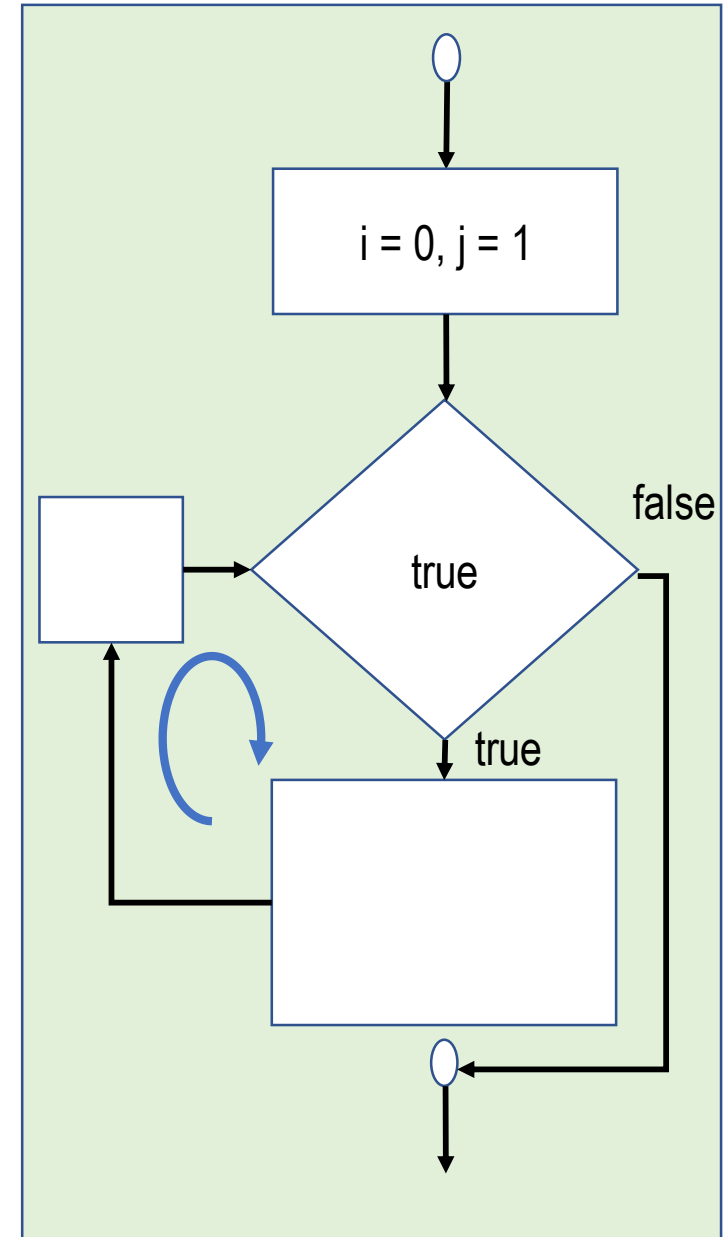 i = 0, j = 1
false
true
true